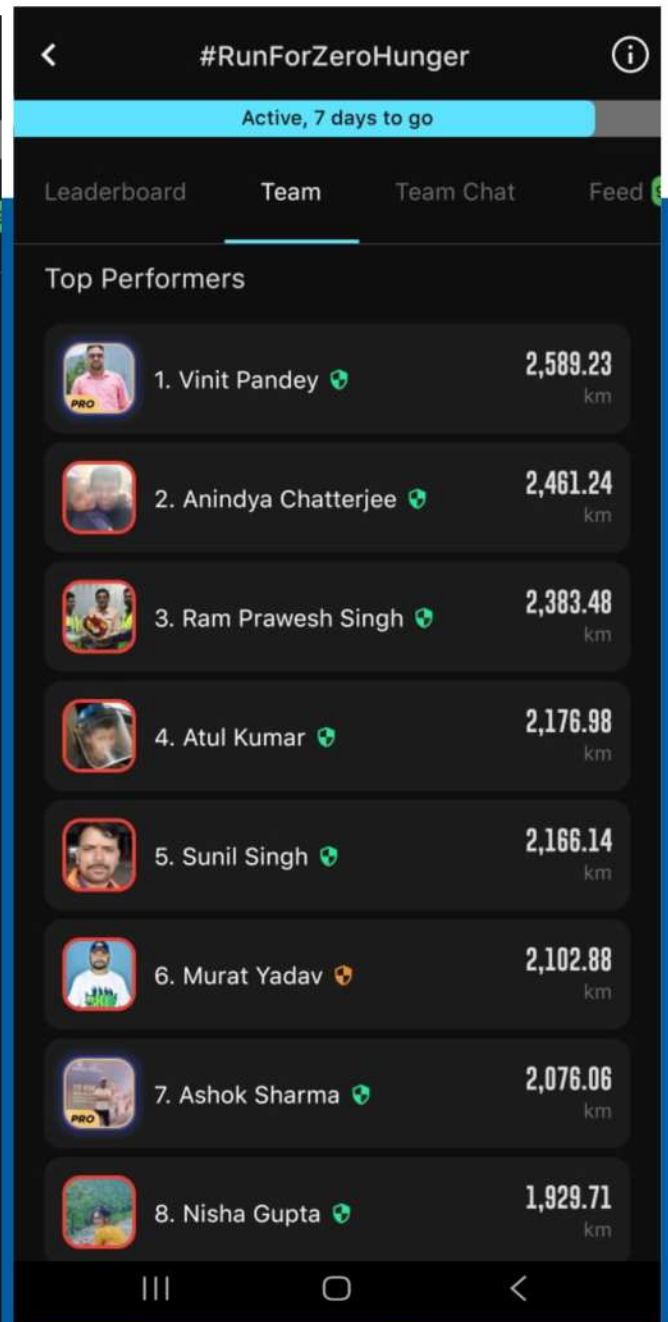 #RunForZeroHunger
Active, 7 days to go
Leaderboard Team Team Chat Feed
Top Performers
PRO
1. Vinit Pandey 2,589.23
km
2. Anindya Chatterjee 2,461.24
km
3. Ram Prawesh Singh 2,383.48
km
4. Atul Kumar 2,176.98
km
5. Sunil Singh 2,166.14
km
6. Murat Yadav 2,102.88
km
7. Ashok Sharma 2,076.06
PRO km
8. Nisha Gupta 1,929.71
km